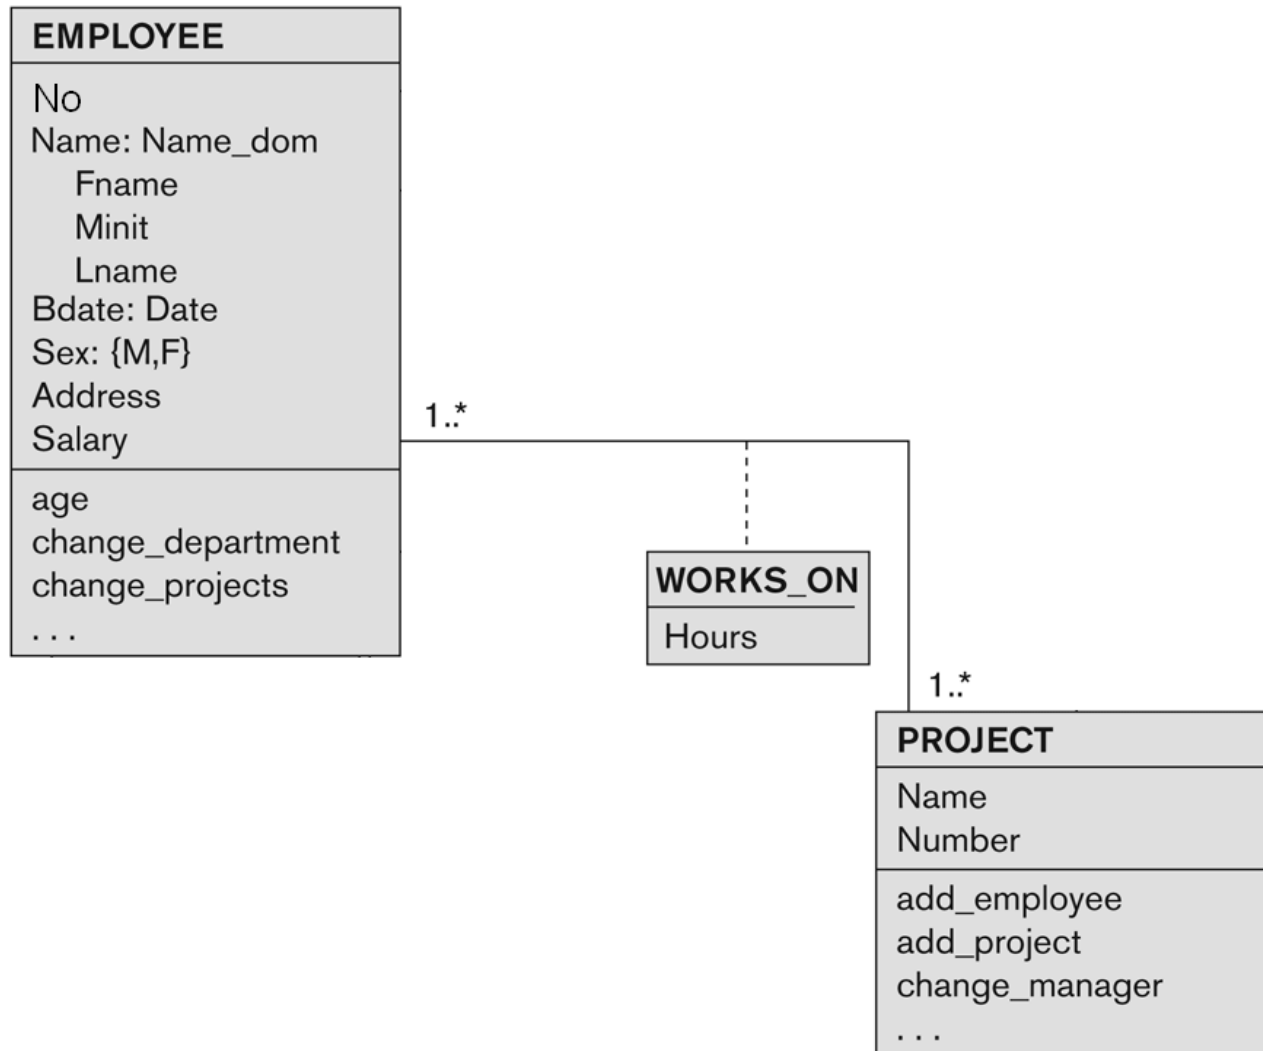 EMPLOYEE
No
Name: Name_dom
Fname
Minit
Lname
Bdate: Date
Sex: {M,F}
Address
Salary
age
change_department
change_projects
. . .
1..*
WORKS_ON
Hours
1..*
PROJECT
Name
Number
add_employee
add_project
change_manager
. . .